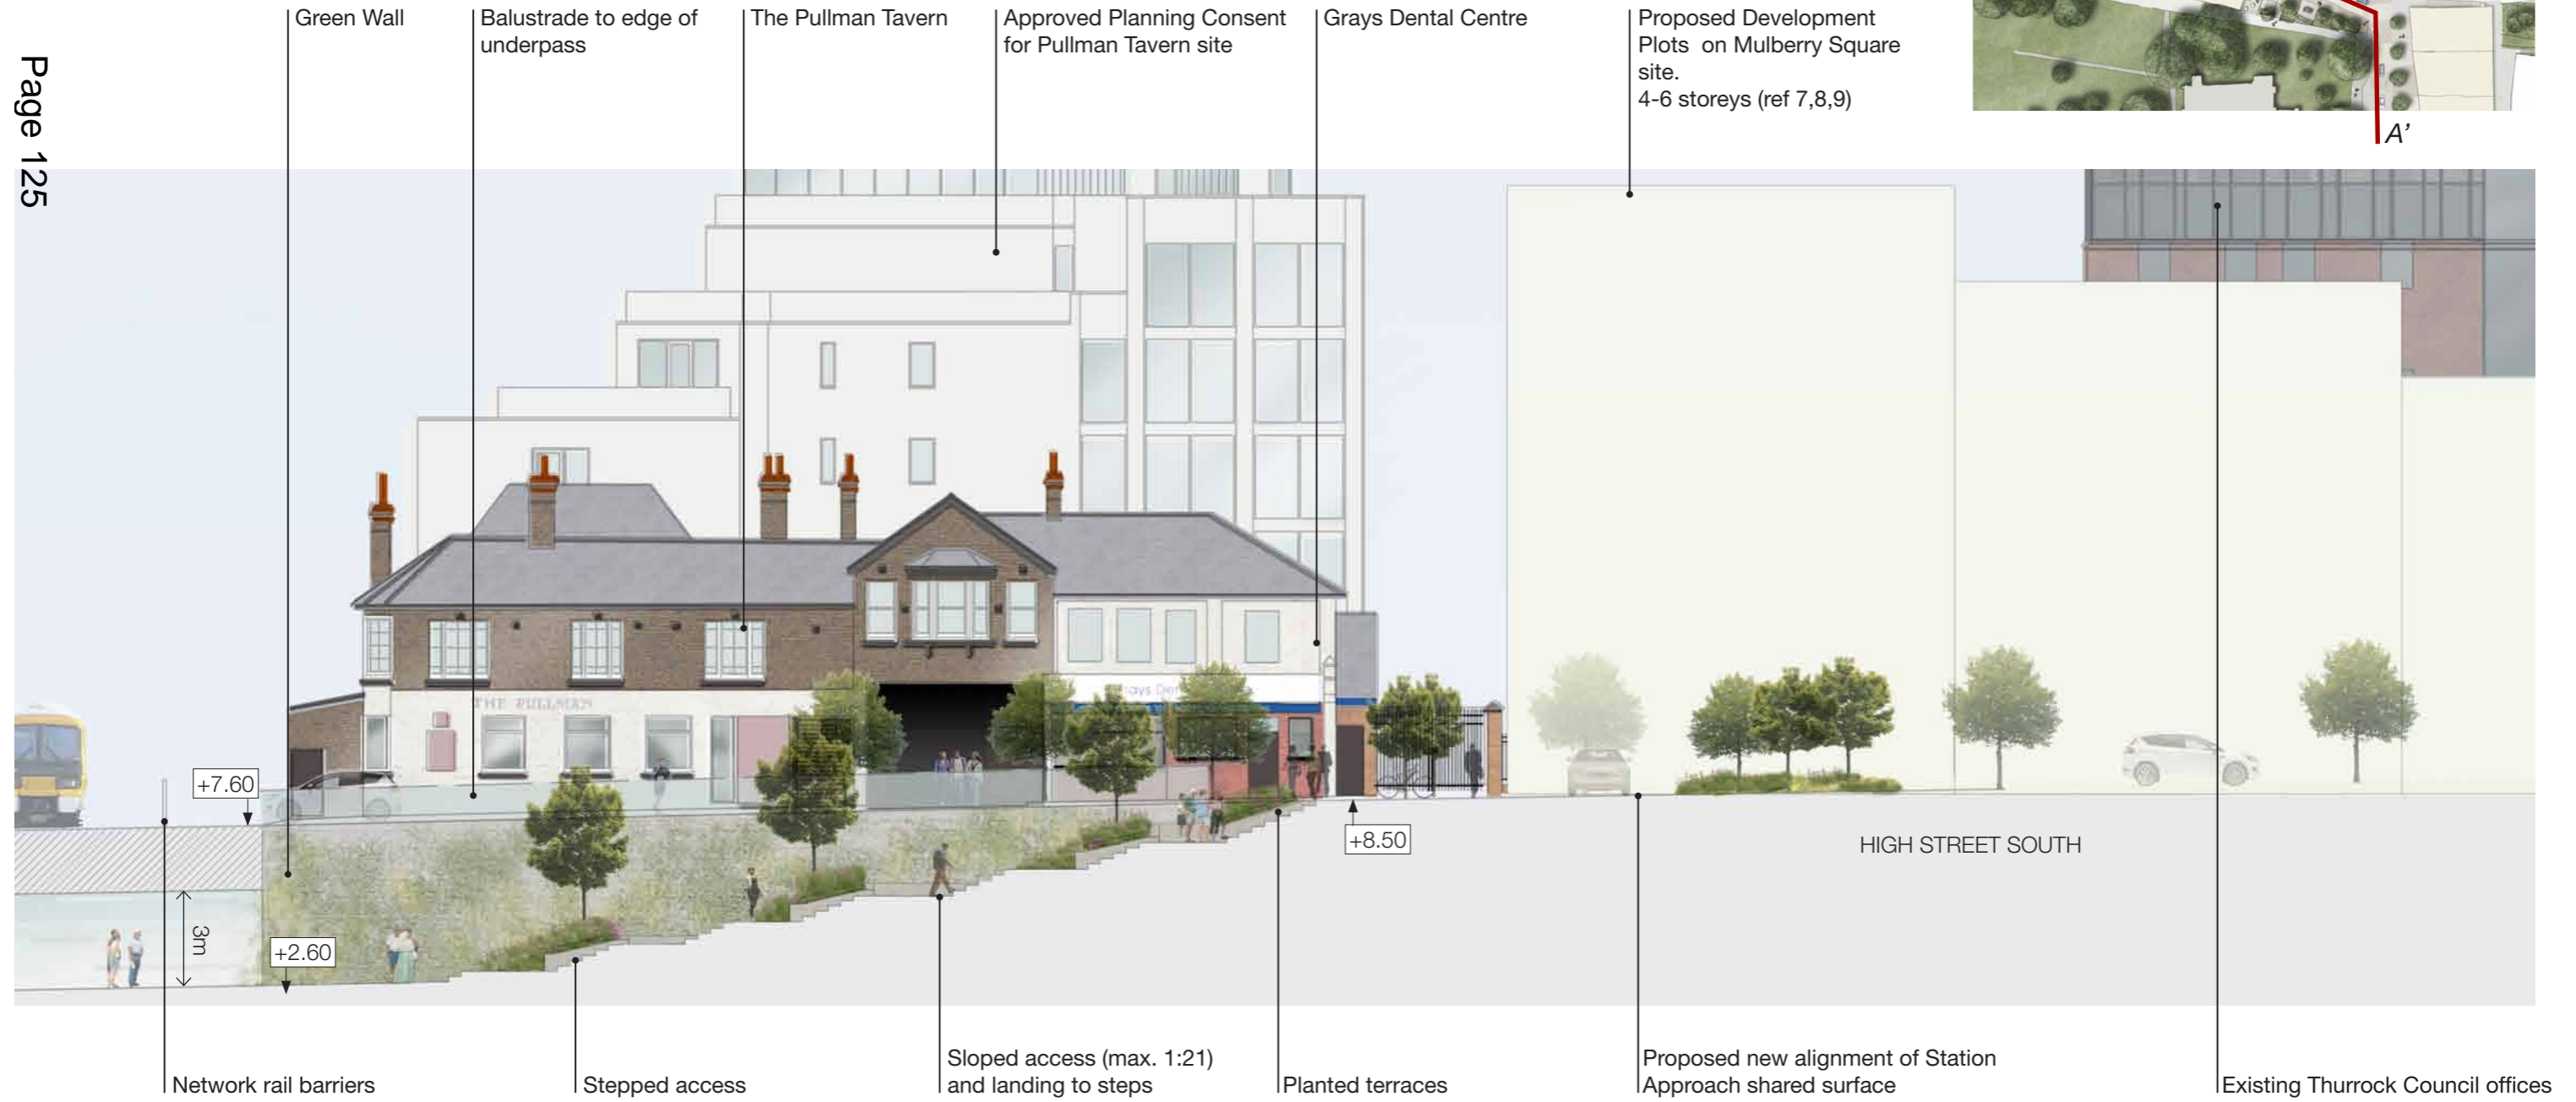 Page 125
Green Wall
Balustrade to edge of
underpass
The Pullman Tavern
Approved Planning Consent
for Pullman Tavern site
Grays Dental Centre
Proposed Development
Plots on Mulberry Square
site.
4-6 storeys (ref 7,8,9)
A'
THE PULLMAN
+7.60
+8.50
HIGH STREET SOUTH
3m
+2.60
Network rail barriers
Stepped access
Sloped access (max. 1:21)
and landing to steps
Planted terraces
Proposed new alignment of Station
Approach shared surface
Existing Thurrock Council offices